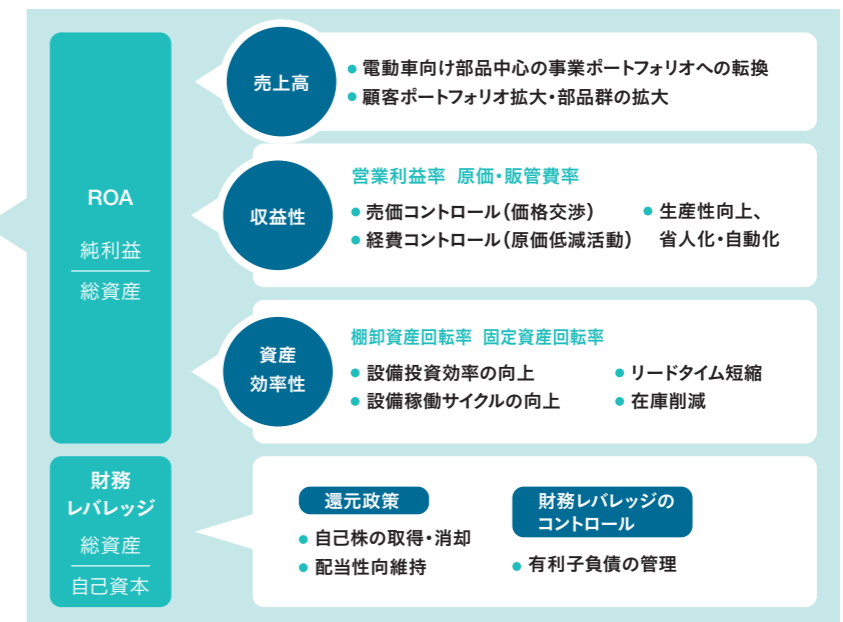 ROA
純利益
総資産
売上高
● 電動車向け部品中心の事業ポートフォリオへの転換
● 顧客ポートフォリオ拡大・部品群の拡大
収益性
営業利益率 原価・販管費率
● 売価コントロール（価格交渉）
● 経費コントロール（原価低減活動）
● 生産性向上、
省人化・自動化
資産
効率性
棚卸資産回転率 固定資産回転率
● 設備投資効率の向上
● 設備稼働サイクルの向上
● リードタイム短縮
● 在庫削減
財務
レバレッジ
総資産
自己資本
還元政策
● 自己株の取得・消却
● 配当性向維持
財務レバレッジの
コントロール
● 有利子負債の管理